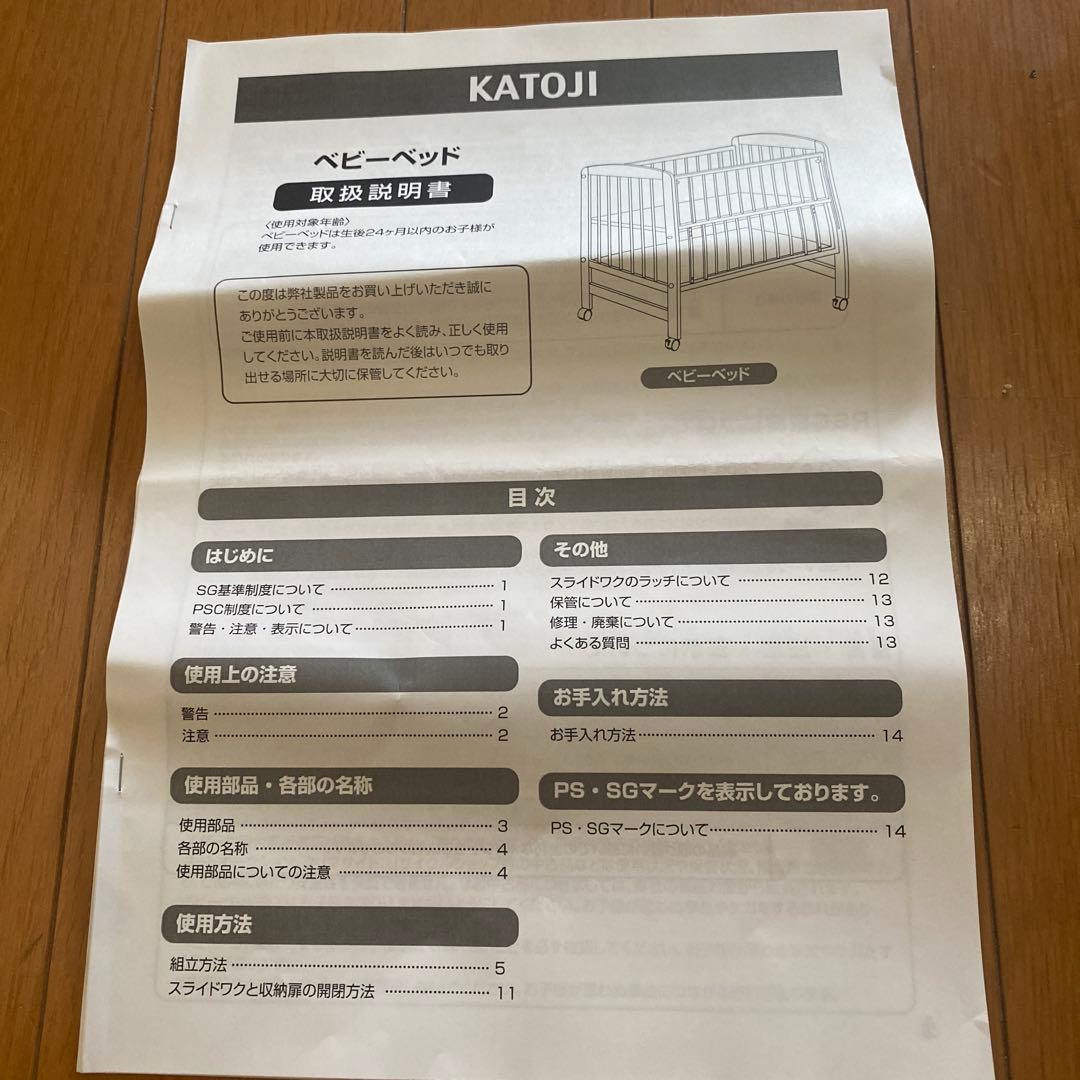 KATOJI
ベビーベッド
取扱説明書
〈使用対象年齢〉
ベビーベッドは生後24ヶ月以内のお子様が
使用できます。
この度は弊社製品をお買い上げいただき誠に
ありがとうございます。
ご使用前に本取扱説明書をよく読み、正しく使用
してください。説明書を読んだ後はいつでも取り
出せる場所に大切に保管してください。
ベビーベッド
目次
はじめに
SG基準制度について 1
PSC制度について 1
警告・注意・表示について 1
使用上の注意
警告 2
注意 2
使用部品・各部の名称
使用部品 3
各部の名称 4
使用部品についての注意 4
使用方法
組立方法 5
スライドワクと収納扉の開閉方法 11
その他
スライドワクのラッチについて 12
保管について 13
修理・廃棄について 13
よくある質問 13
お手入れ方法
お手入れ方法 14
PS・SGマークを表示しております。
PS・SGマークについて 14